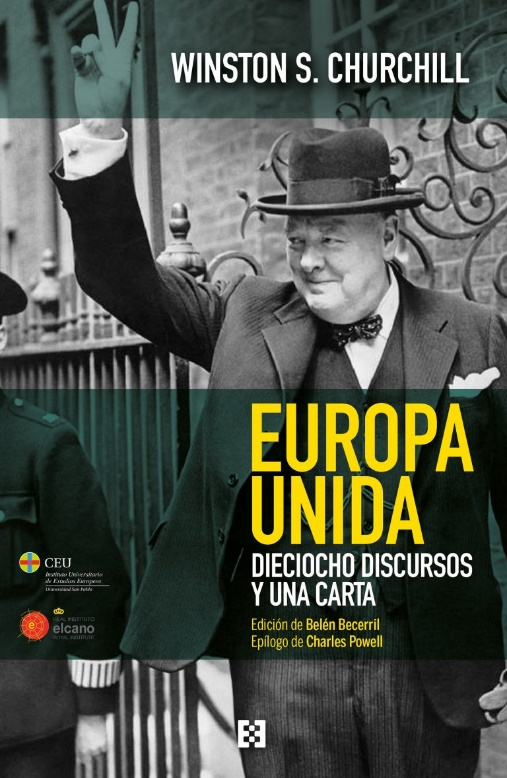 WINSTON S. CHURCHILL
EUROPA
UNIDA
DIECIOCHO DISCURSOS
Y UNA CARTA
Edición de Belén Becerril
Epílogo de Charles Powell
CEU
Instituto Universitario
de Estudios Europeos
Universidad San Pablo
REAL INSTITUTO
elcano
ROYAL INSTITUTE